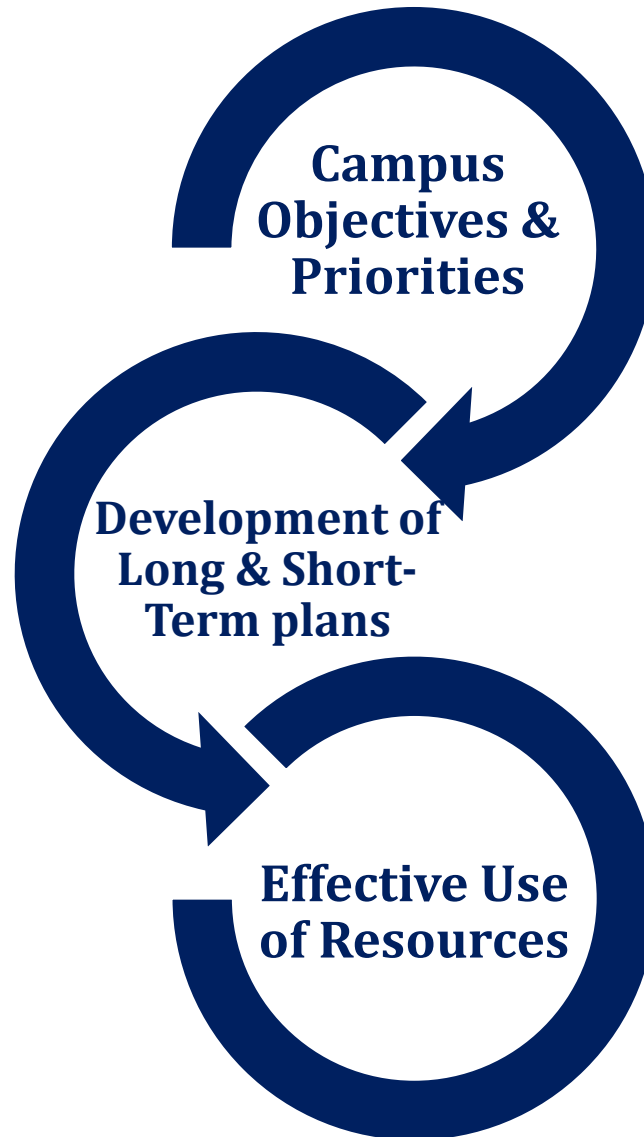 Campus
Objectives &
Priorities
Development of
Long & Short-
Term plans
Effective Use
of Resources